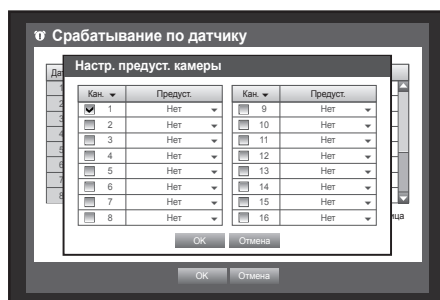 Срабатывание по датчику
Настр. предуст. камеры
Кан. Предуст. Кан. Предуст.
1 Нет 9 Нет
2 Нет 10 Нет
3 Нет 11 Нет
4 Нет 12 Нет
5 Нет 13 Нет
6 Нет 14 Нет
7 Нет 15 Нет
8 Нет 16 Нет
OK Отмена
OK Отмена